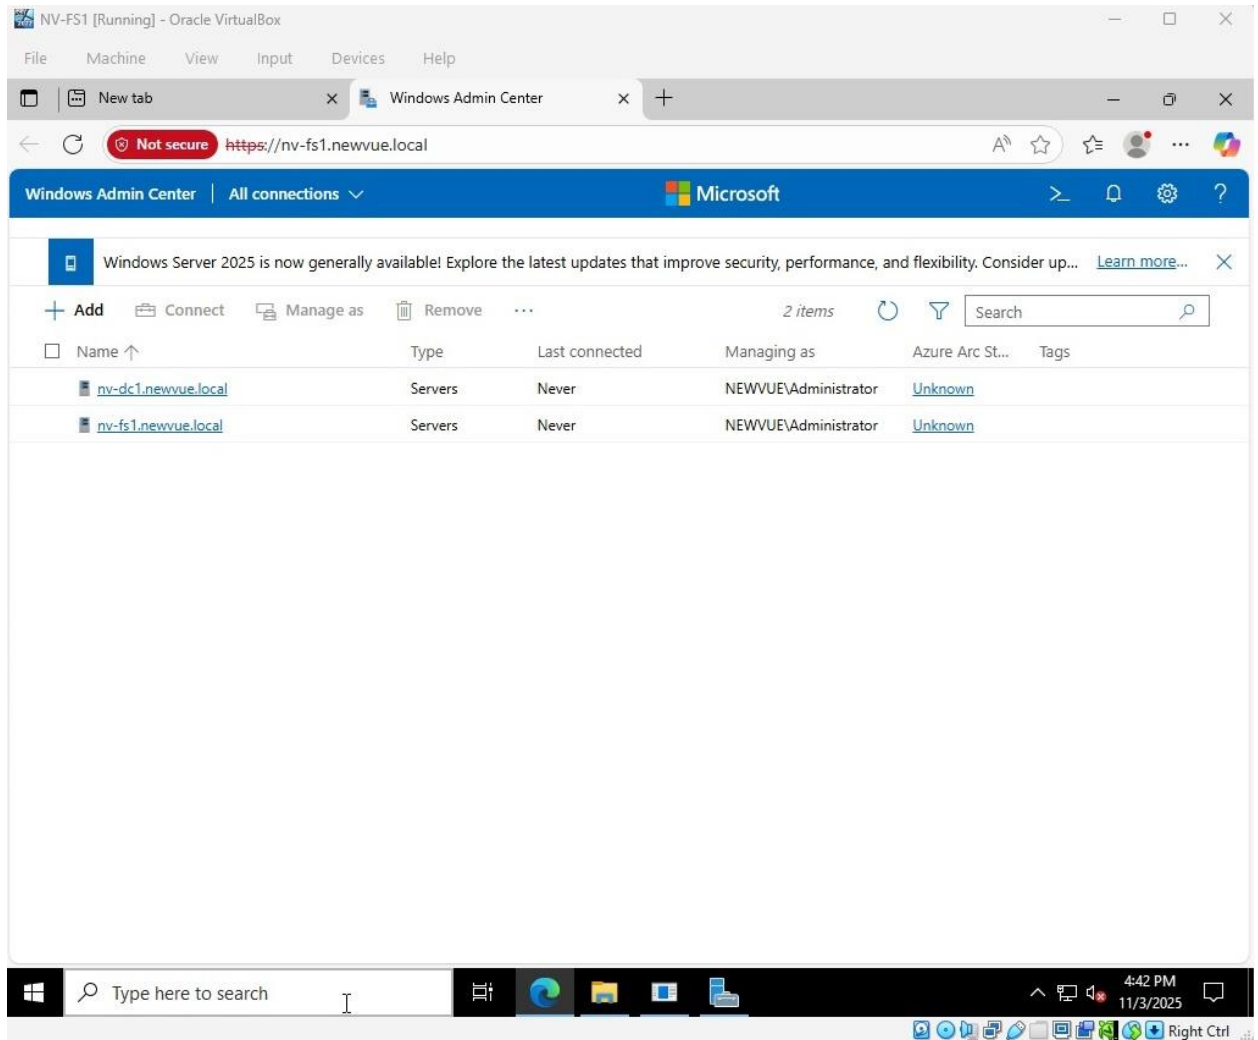 NV-FS1 [Running] - Oracle VirtualBox
File Machine View Input Devices Help
New tab Windows Admin Center
Not secure https://nv-fs1.newvue.local
Windows Admin Center | All connections Microsoft
Windows Server 2025 is now generally available! Explore the latest updates that improve security, performance, and flexibility. Consider up... Learn more...
Add Connect Manage as Remove ... 2 items Search
Name Type Last connected Managing as Azure Arc St... Tags
nv-dc1.newvue.local Servers Never NEWVUE\Administrator Unknown
nv-fs1.newvue.local Servers Never NEWVUE\Administrator Unknown
Type here to search 4:42 PM
11/3/2025
Right Ctrl